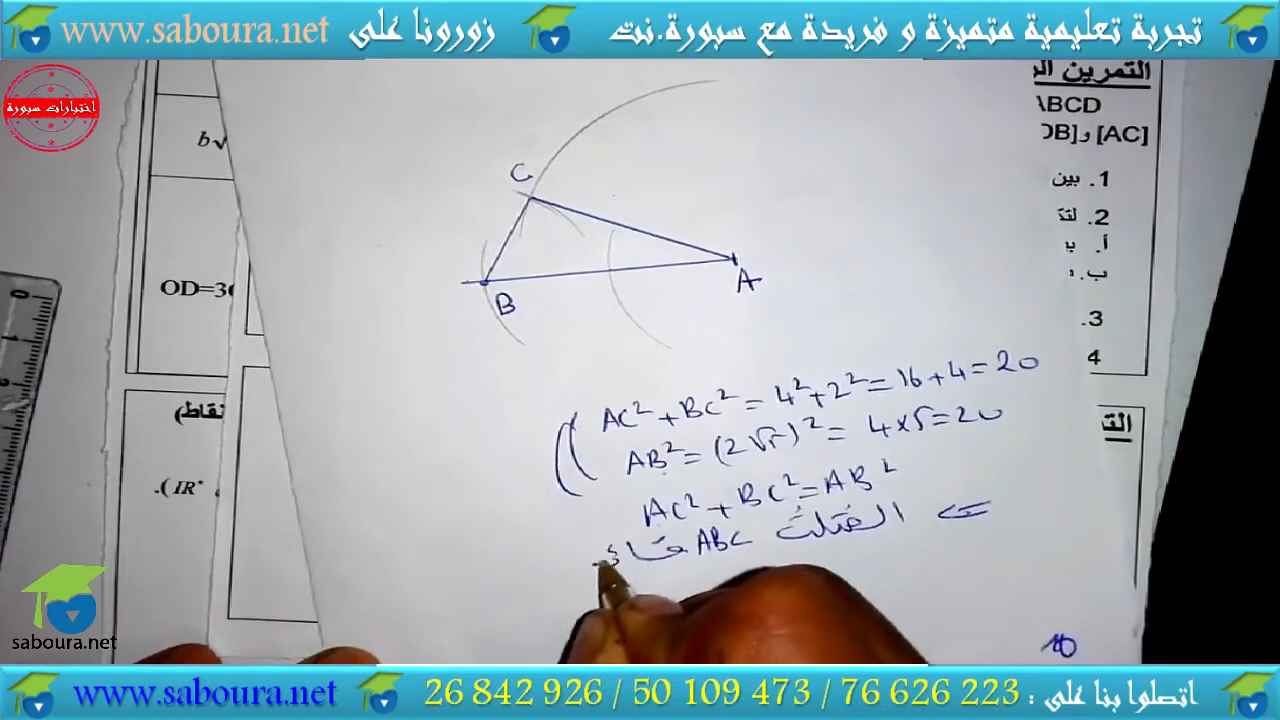 تجربة تعليمية متميزة و فريدة مع سبورة.نت
زورونا على
www.saboura.net
اختبارات سبورة
التمرين
ABCD
[AC] و[OB]
1. بين
2.
أ.
ب.
3.
4
b√
OD=3
نقاط)
IR*
C
B
A
AC²+BC²=4²+2²=16+4=20
AB²=(2√5)²=4×5=20
AC²+BC²=AB²
⇐ المثلث ABC قائ
10
saboura.net
www.saboura.net
26 842 926 / 50 109 473 / 76 626 223 : اتصلوا بنا على